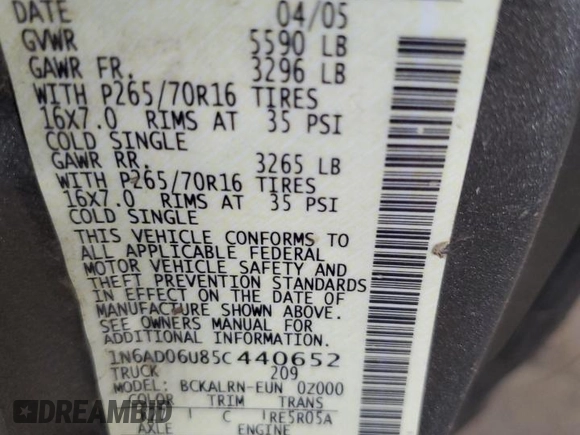 DATE 04/05
GVWR 5590 LB
GAWR FR. 3296 LB
WITH P265/70R16 TIRES
16X7.0 RIMS AT 35 PSI
COLD SINGLE
GAWR RR. 3265 LB
WITH P265/70R16 TIRES
16X7.0 RIMS AT 35 PSI
COLD SINGLE
THIS VEHICLE CONFORMS TO
ALL APPLICABLE FEDERAL
MOTOR VEHICLE SAFETY AND
THEFT PREVENTION STANDARDS
IN EFFECT ON THE DATE OF
MANUFACTURE SHOWN ABOVE.
SEE OWNERS MANUAL FOR
ADDITIONAL INFORMATION.
1N6AD06U85C440652
TRUCK 209
MODEL: BCKALRN-EUN 02000
COLOR TRIM TRANS
C RE5R05A
AXLE ENGINE
DREAMBID